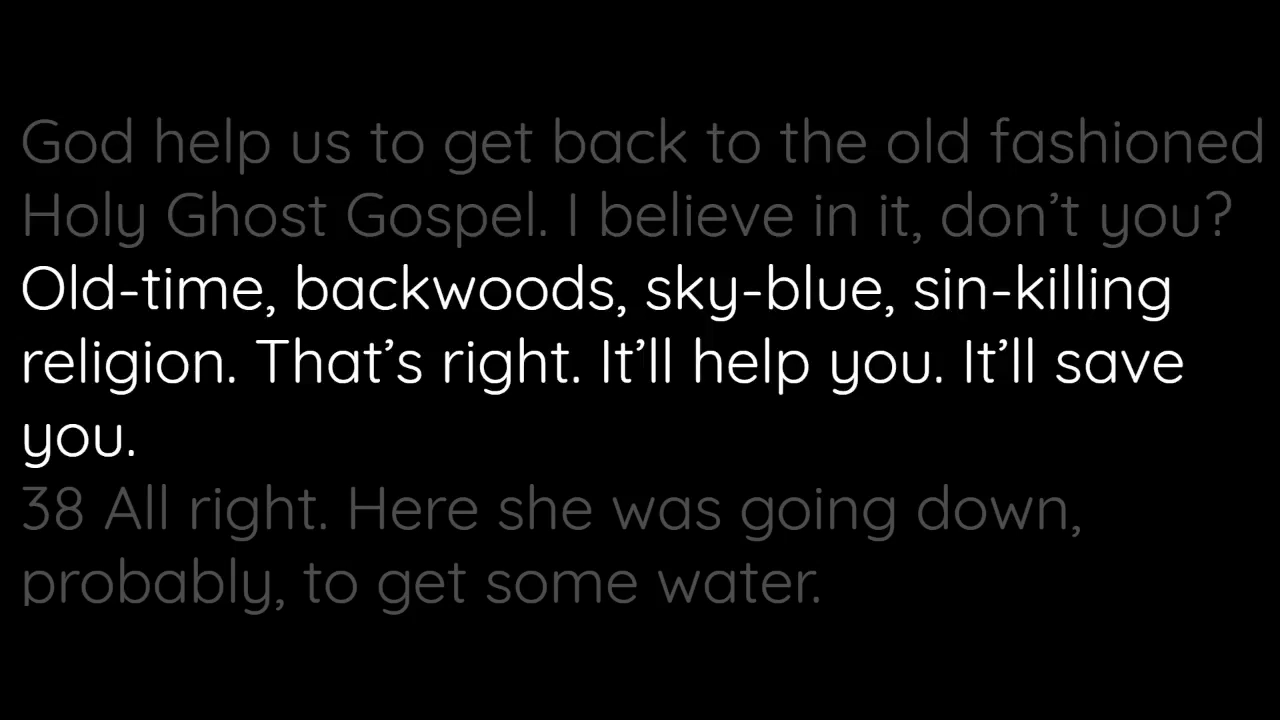 God help us to get back to the old fashioned
Holy Ghost Gospel. I believe in it, don’t you?
Old-time, backwoods, sky-blue, sin-killing
religion. That’s right. It’ll help you. It’ll save
you.
38 All right. Here she was going down,
probably, to get some water.